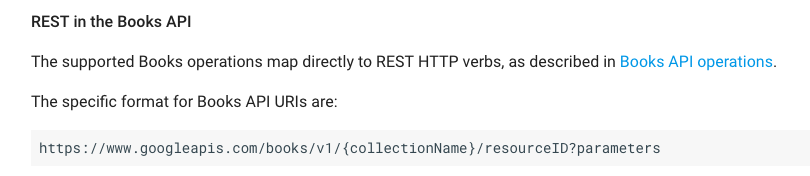 REST in the Books API
The supported Books operations map directly to REST HTTP verbs, as described in Books API operations.
The specific format for Books API URIs are:
https://www.googleapis.com/books/v1/{collectionName}/resourceID?parameters